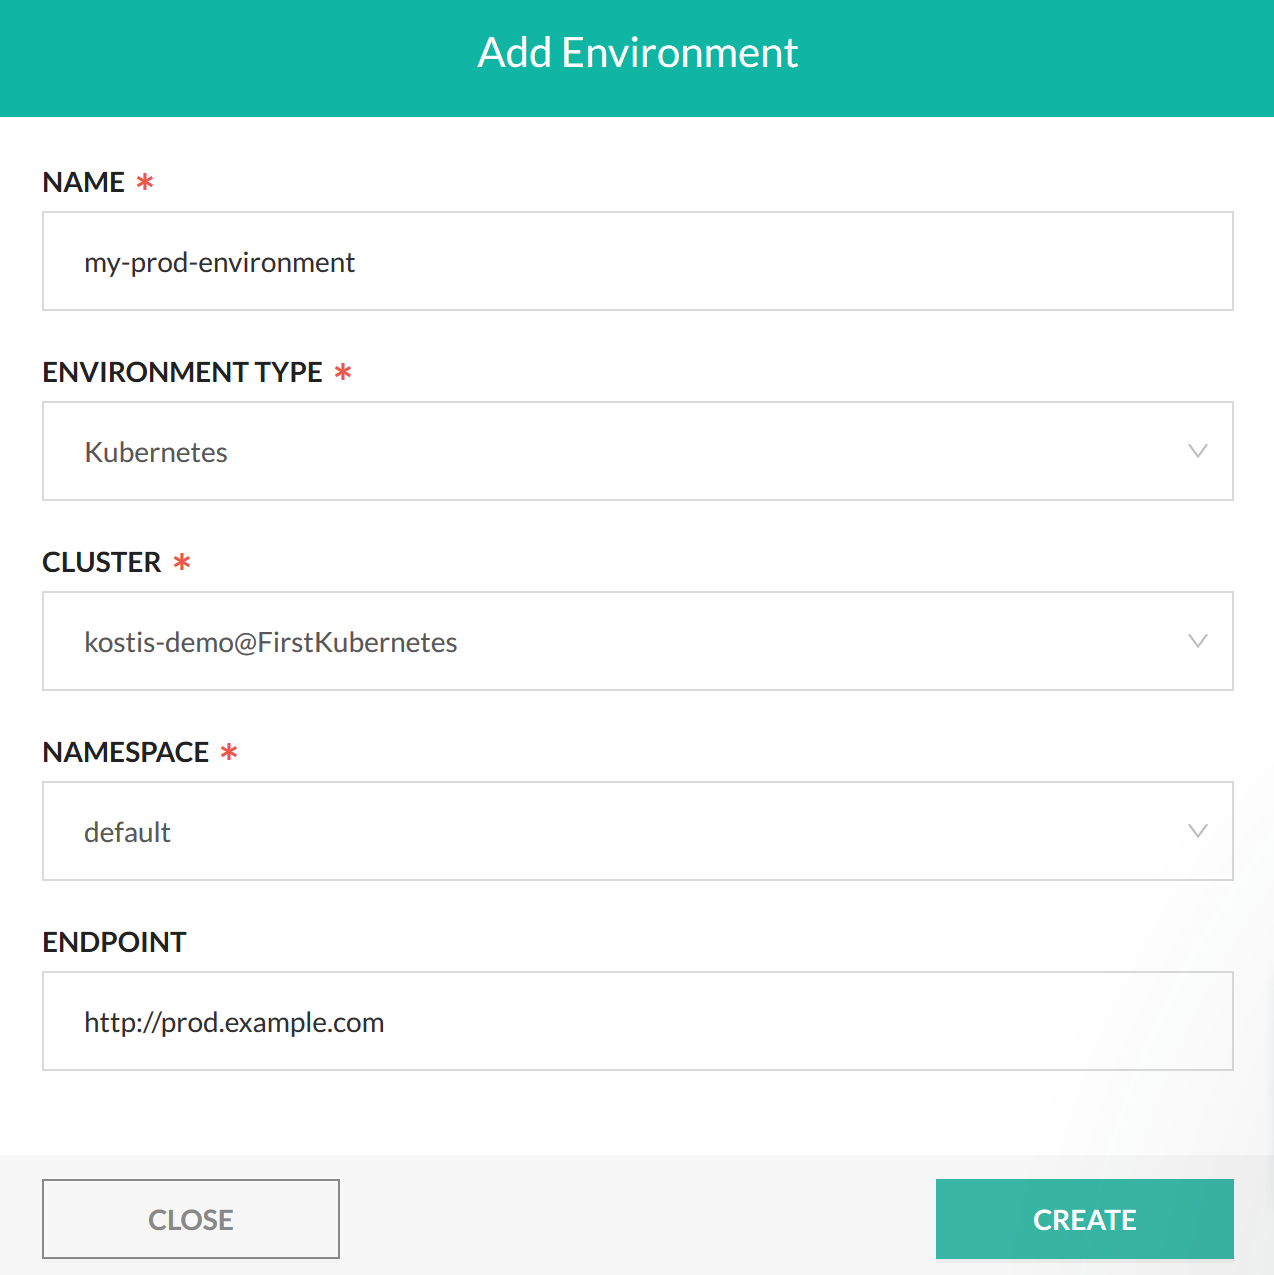 Add Environment
NAME *
my-prod-environment
ENVIRONMENT TYPE *
Kubernetes
CLUSTER *
kostis-demo@FirstKubernetes
NAMESPACE *
default
ENDPOINT
http://prod.example.com
CLOSE
CREATE